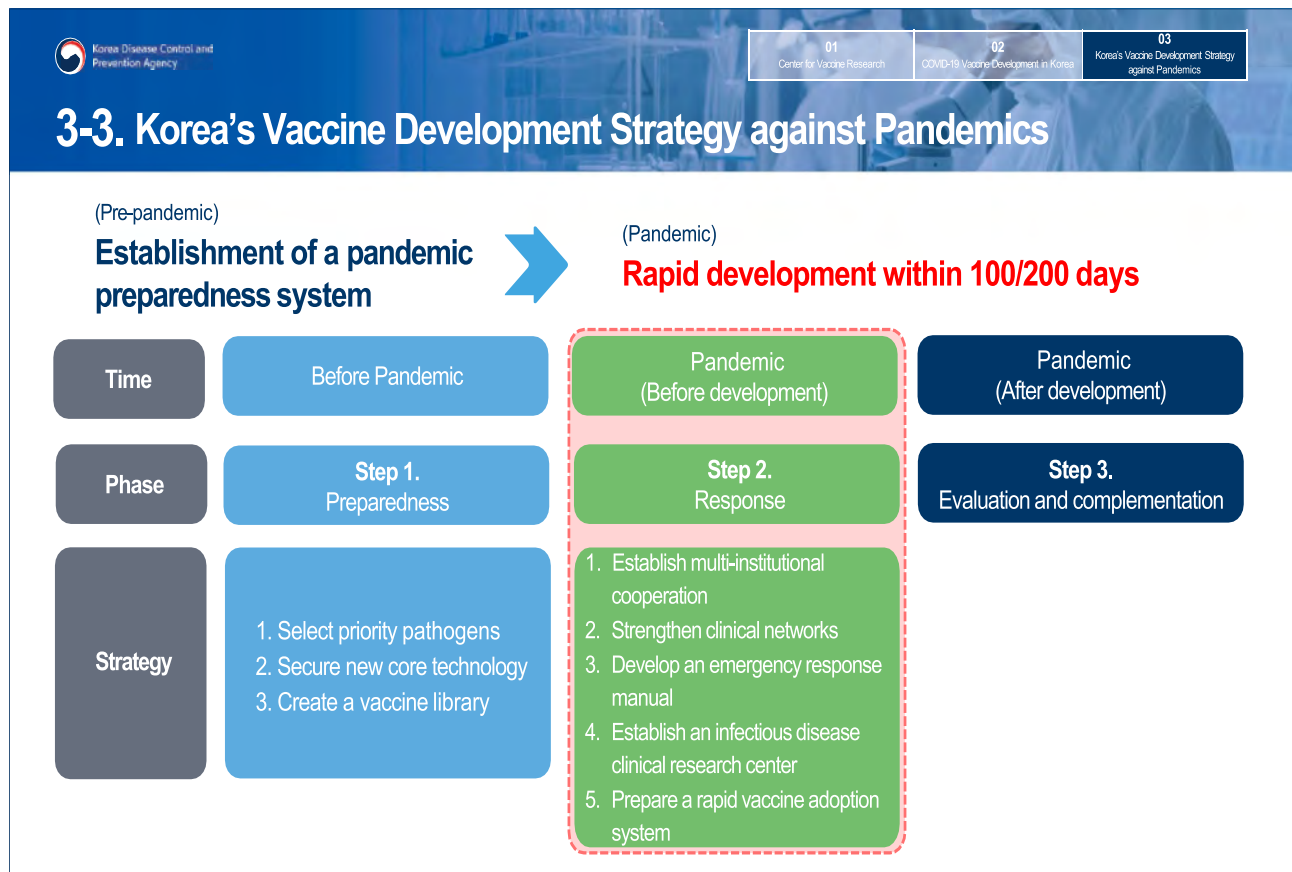 Korea Disease Control and
Prevention Agency
01
Center for Vaccine Research
02
COVID-19 Vaccine Development in Korea
03
Korea's Vaccine Development Strategy
against Pandemics
3-3. Korea's Vaccine Development Strategy against Pandemics
(Pre-pandemic)
Establishment of a pandemic
preparedness system
(Pandemic)
Rapid development within 100/200 days
Time
Before Pandemic
Pandemic
(Before development)
Pandemic
(After development)
Phase
Step 1.
Preparedness
Step 2.
Response
Step 3.
Evaluation and complementation
Strategy
1. Select priority pathogens
2. Secure new core technology
3. Create a vaccine library
1. Establish multi-institutional
cooperation
2. Strengthen clinical networks
3. Develop an emergency response
manual
4. Establish an infectious disease
clinical research center
5. Prepare a rapid vaccine adoption
system